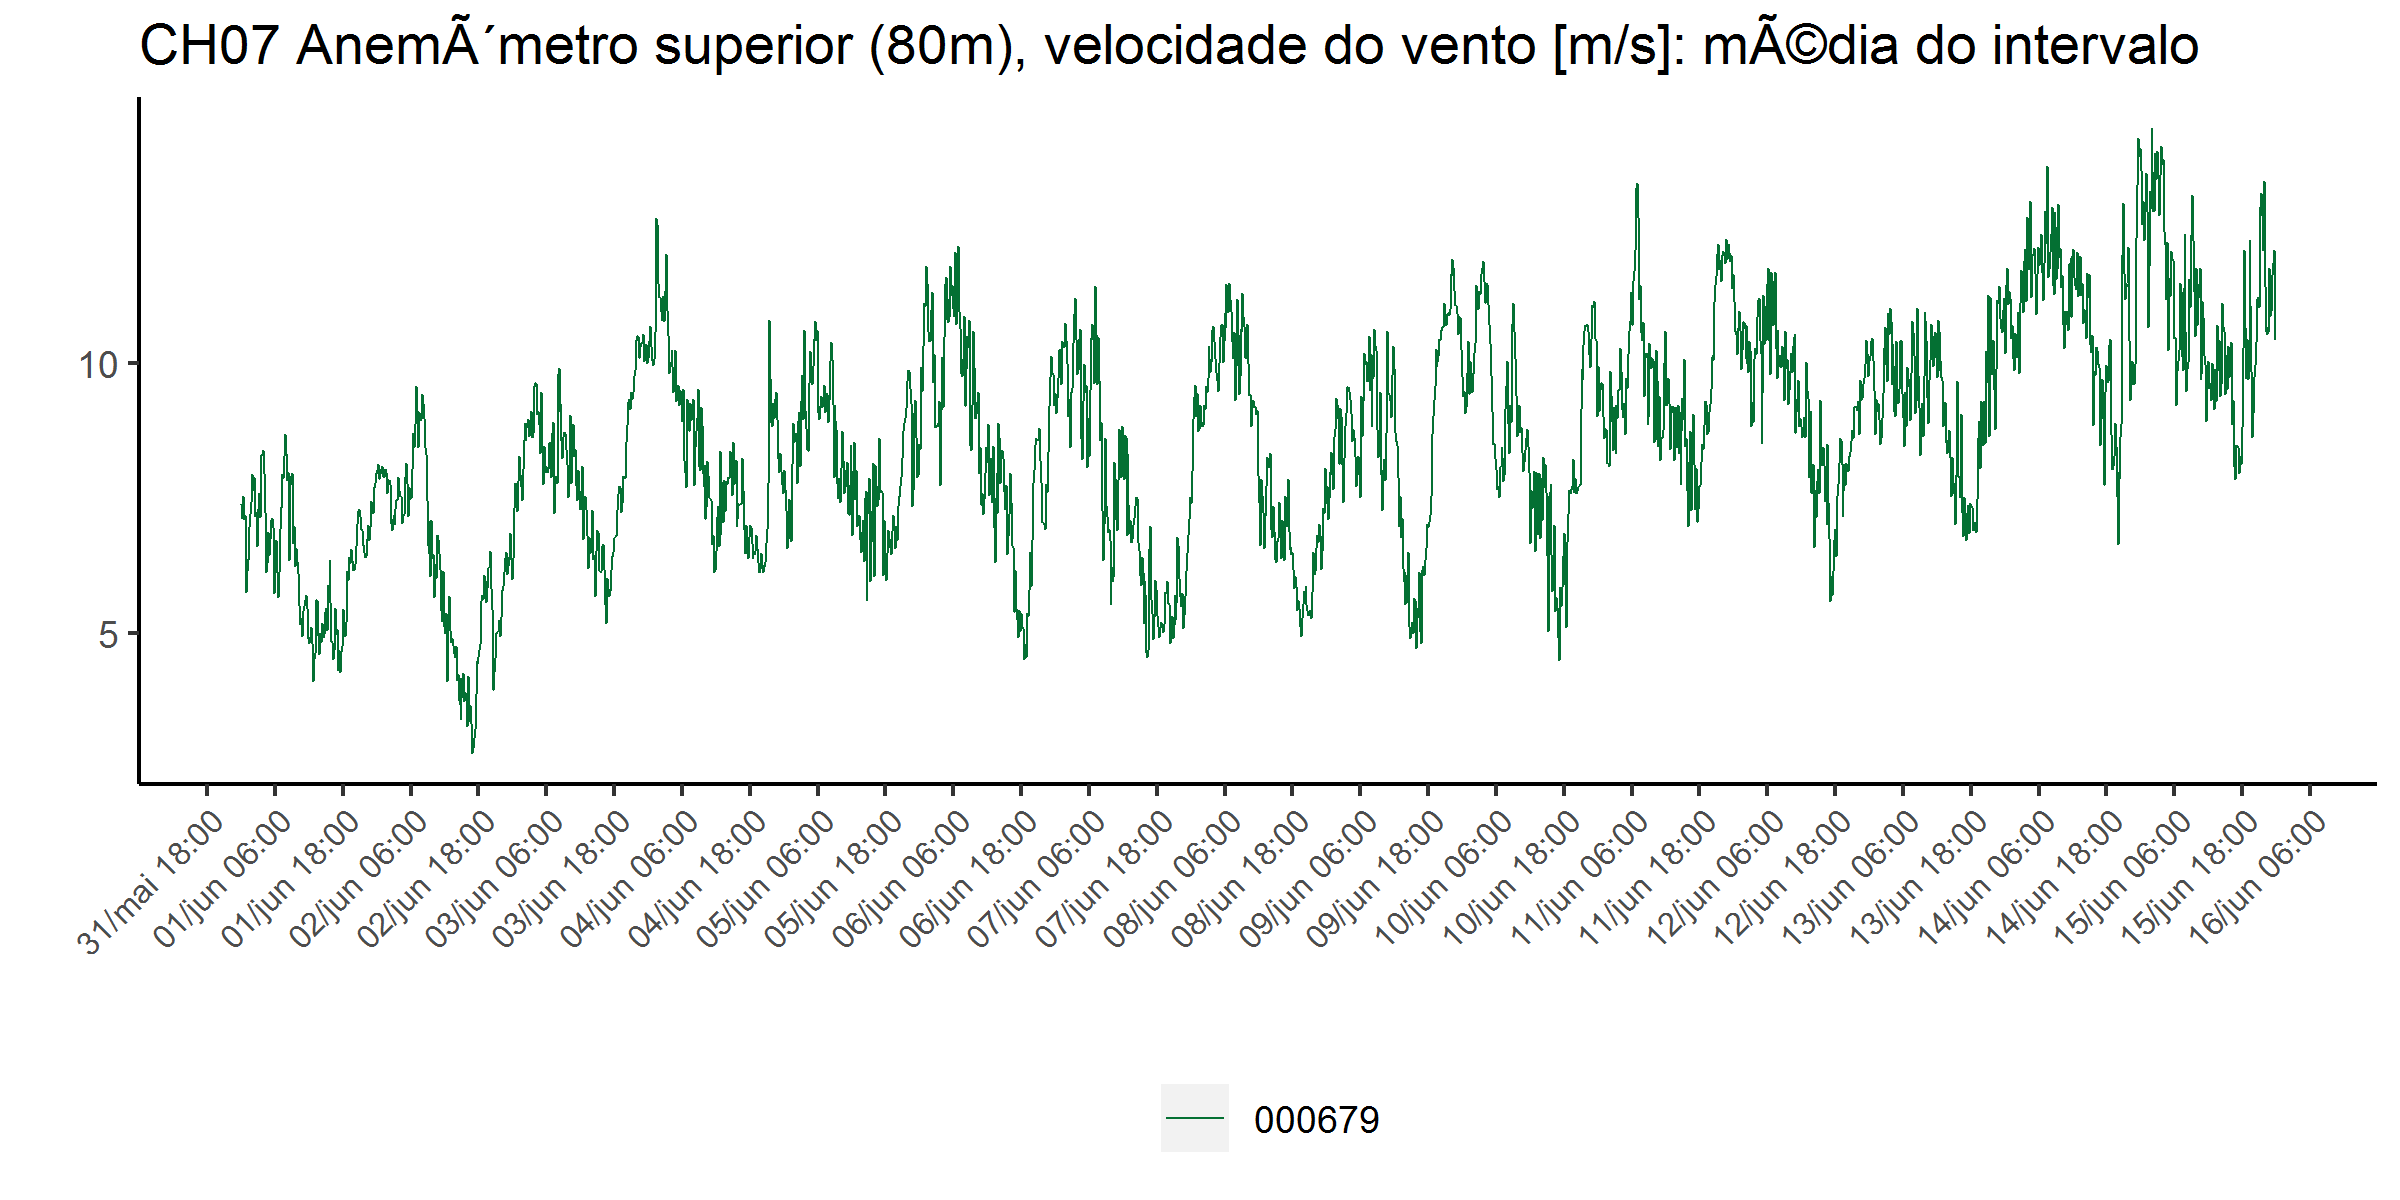 CH07 AnemÃ´metro superior (80m), velocidade do vento [m/s]: mÃ©dia do intervalo
10
5
31/mai 18:00
01/jun 06:00
01/jun 18:00
02/jun 06:00
02/jun 18:00
03/jun 06:00
03/jun 18:00
04/jun 06:00
04/jun 18:00
05/jun 06:00
05/jun 18:00
06/jun 06:00
06/jun 18:00
07/jun 06:00
07/jun 18:00
08/jun 06:00
08/jun 18:00
09/jun 06:00
09/jun 18:00
10/jun 06:00
10/jun 18:00
11/jun 06:00
11/jun 18:00
12/jun 06:00
12/jun 18:00
13/jun 06:00
13/jun 18:00
14/jun 06:00
14/jun 18:00
15/jun 06:00
15/jun 18:00
16/jun 06:00
000679